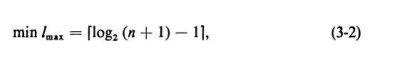 min l_max = ⌈log₂ (n + 1) − 1⌉, (3-2)